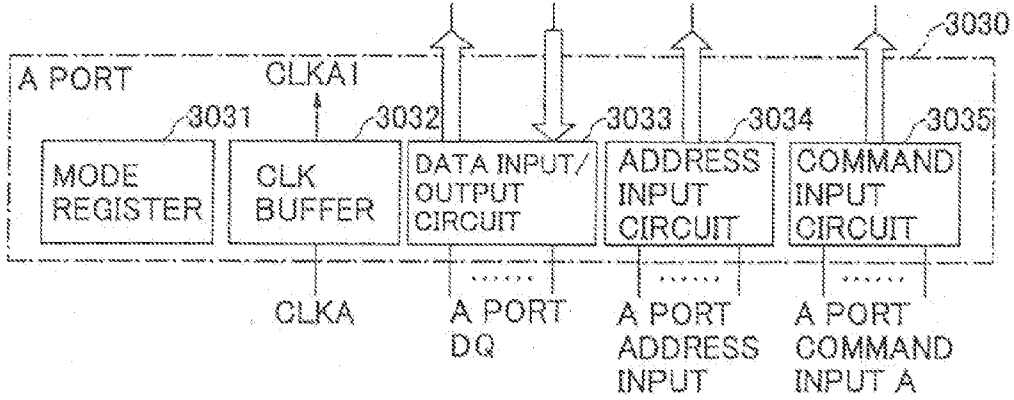 3030
A PORT
CLKA1
3031
3032
3033
3034
3035
MODE
REGISTER
CLK
BUFFER
DATA INPUT/
OUTPUT
CIRCUIT
ADDRESS
INPUT
CIRCUIT
COMMAND
INPUT
CIRCUIT
CLKA
A PORT
DQ
A PORT
ADDRESS
INPUT
A PORT
COMMAND
INPUT A